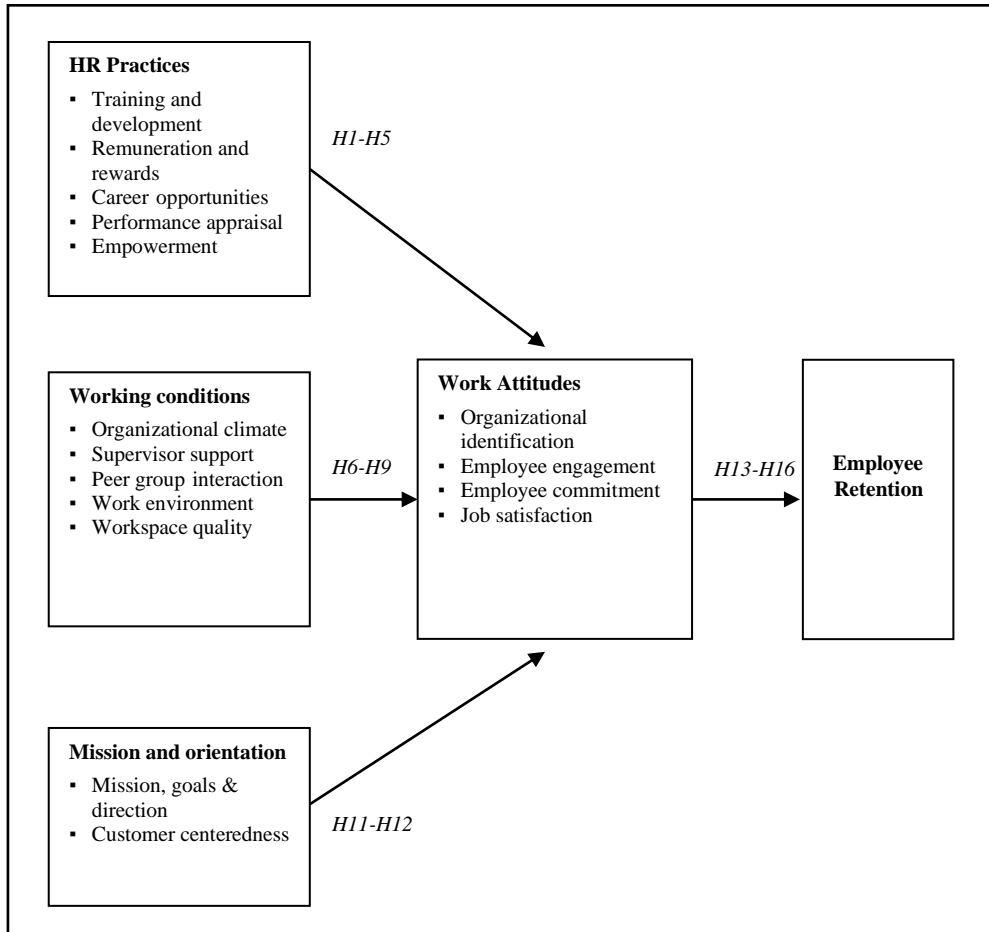 HR Practices
▪ Training and
development
▪ Remuneration and
rewards
▪ Career opportunities
▪ Performance appraisal
▪ Empowerment
H1-H5
Working conditions
▪ Organizational climate
▪ Supervisor support
▪ Peer group interaction
▪ Work environment
▪ Workspace quality
H6-H9
Work Attitudes
▪ Organizational
identification
▪ Employee engagement
▪ Employee commitment
▪ Job satisfaction
H13-H16
Employee
Retention
Mission and orientation
▪ Mission, goals &
direction
▪ Customer centeredness
H11-H12